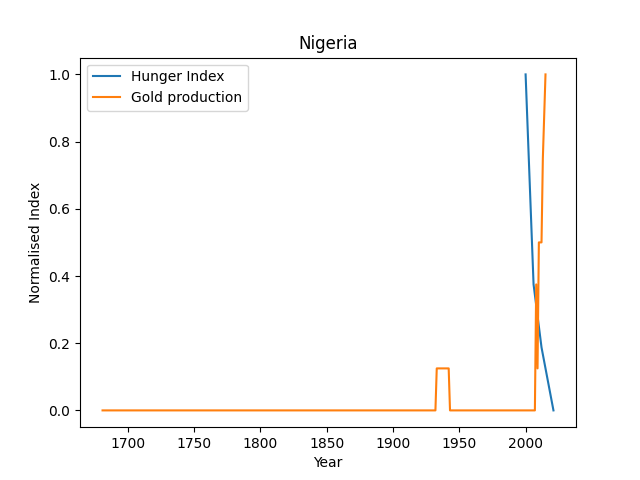 Nigeria
Hunger Index
Gold production
1.0
0.8
0.6
0.4
0.2
0.0
Normalised Index
1700 1750 1800 1850 1900 1950 2000
Year